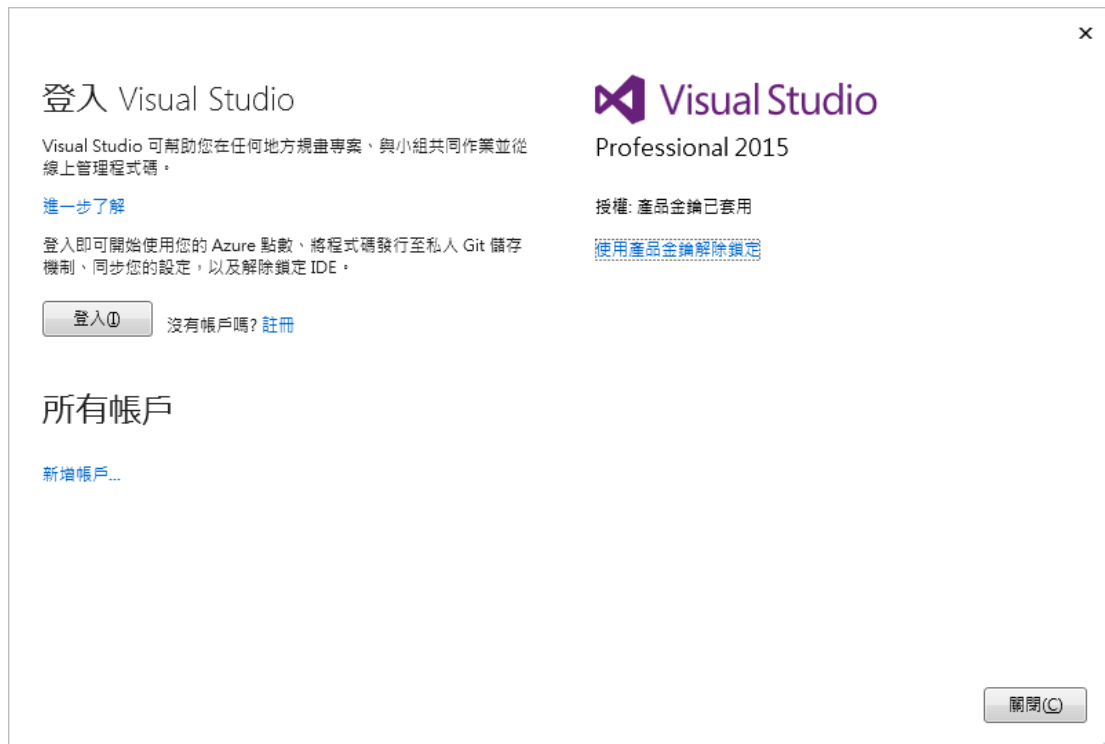 ×
登入 Visual Studio
Visual Studio 可幫助您在任何地方規畫專案、與小組共同作業並從
線上管理程式碼。
進一步了解
登入即可開始使用您的 Azure 點數、將程式碼發行至私人 Git 儲存
機制、同步您的設定，以及解除鎖定 IDE。
登入(I)
沒有帳戶嗎? 註冊
所有帳戶
新增帳戶...
Visual Studio
Professional 2015
授權: 產品金鑰已套用
使用產品金鑰解除鎖定
關閉(C)